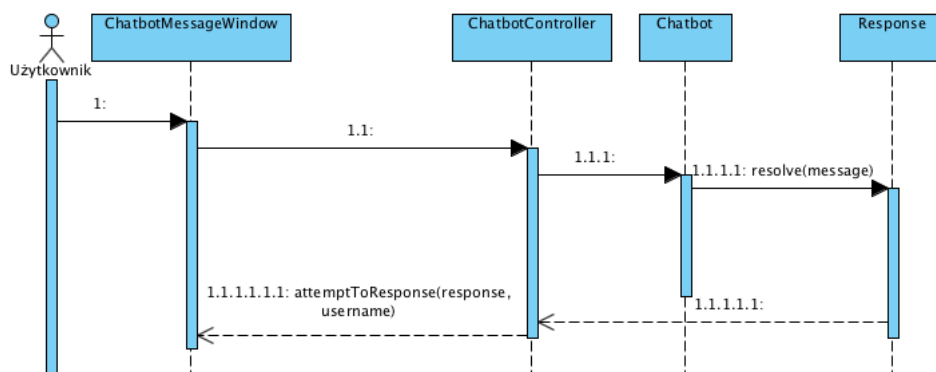 ChatbotMessageWindow
ChatbotController
Chatbot
Response
Użytkownik
1:
1.1:
1.1.1:
1.1.1.1: resolve(message)
1.1.1.1.1.1: attemptToResponse(response,
username)
1.1.1.1.1: